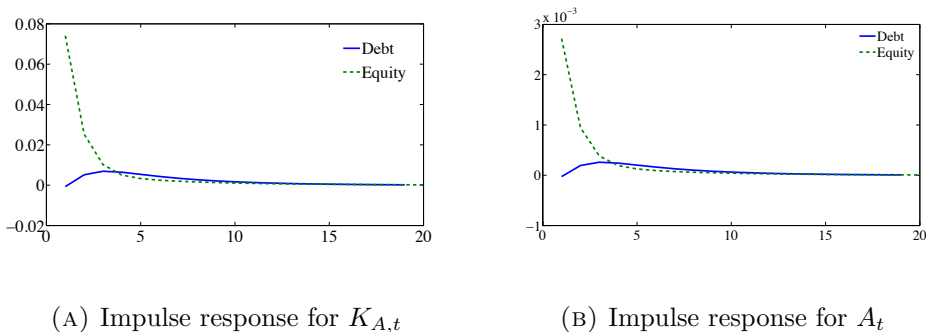 0.08
0.06
0.04
0.02
0
−0.02
0 5 10 15 20
Debt
Equity
3 x 10⁻³
2
1
0
−1
0 5 10 15 20
Debt
Equity
(A) Impulse response for K_{A,t}
(B) Impulse response for A_t